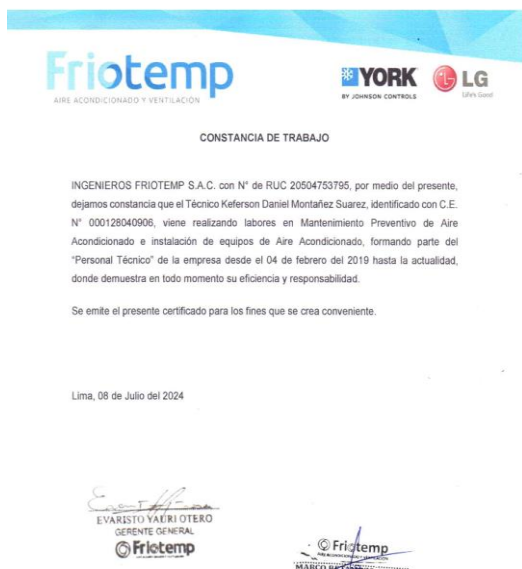 Friotemp
AIRE ACONDICIONADO Y VENTILACIÓN
YORK
BY JOHNSON CONTROLS
LG
Life's Good
CONSTANCIA DE TRABAJO
INGENIEROS FRIOTEMP S.A.C. con N° de RUC 20504753795, por medio del presente,
dejamos constancia que el Técnico Keferson Daniel Montañez Suarez, identificado con C.E.
N° 000128040906, viene realizando labores en Mantenimiento Preventivo de Aire
Acondicionado e instalación de equipos de Aire Acondicionado, formando parte del
"Personal Técnico" de la empresa desde el 04 de febrero del 2019 hasta la actualidad,
donde demuestra en todo momento su eficiencia y responsabilidad.
Se emite el presente certificado para los fines que se crea conveniente.
Lima, 08 de Julio del 2024
EVARISTO YAURI OTERO
GERENTE GENERAL
Friotemp
Friotemp
MARCO